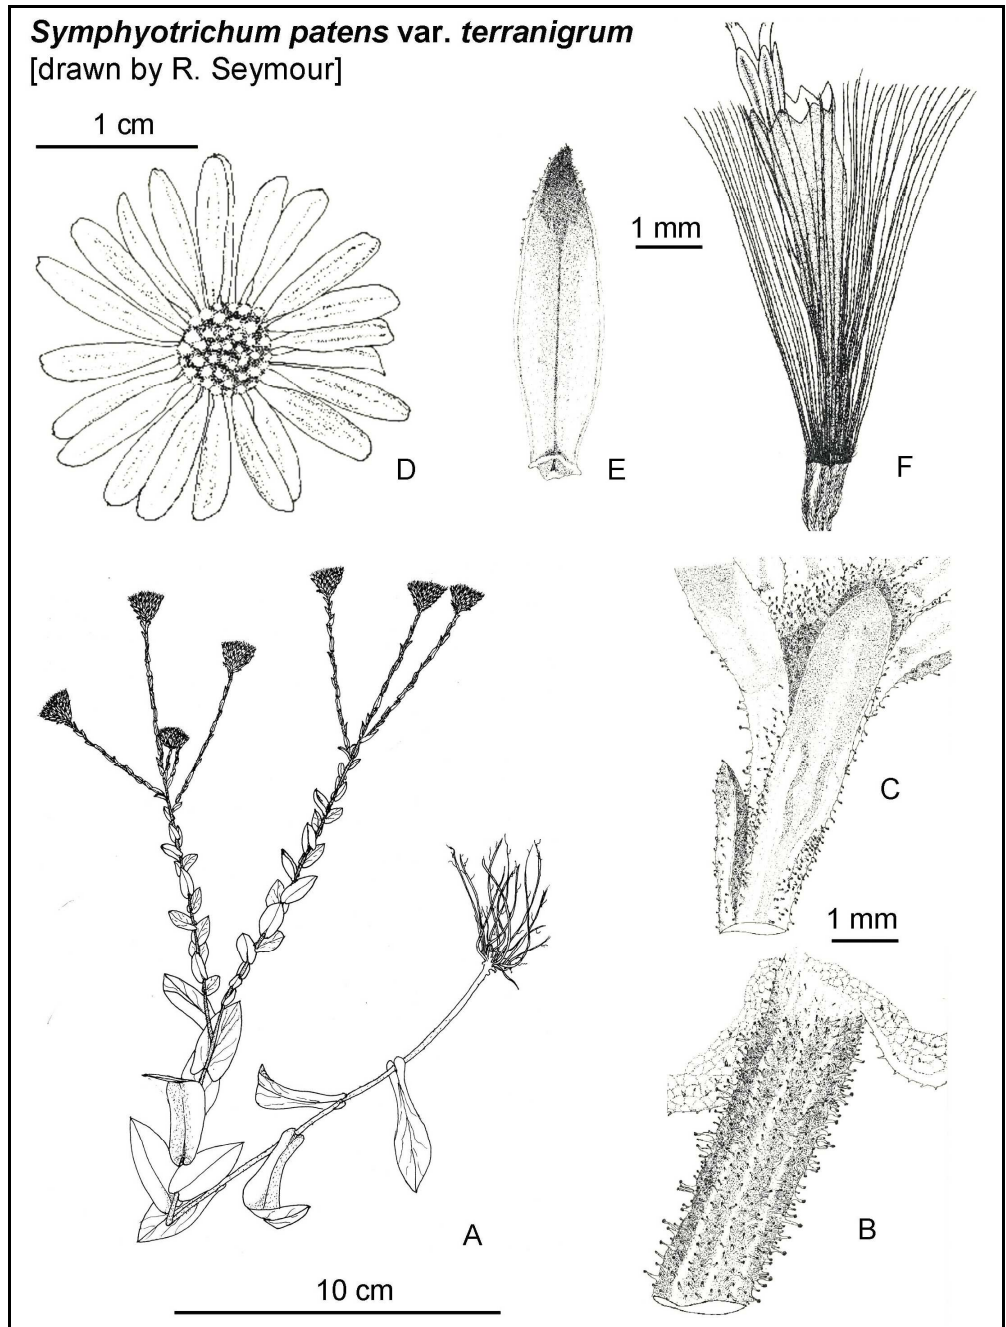 Symphyotrichum patens var. terranigrum
[drawn by R. Seymour]
1 cm
1 mm
D
E
F
C
1 mm
B
A
10 cm